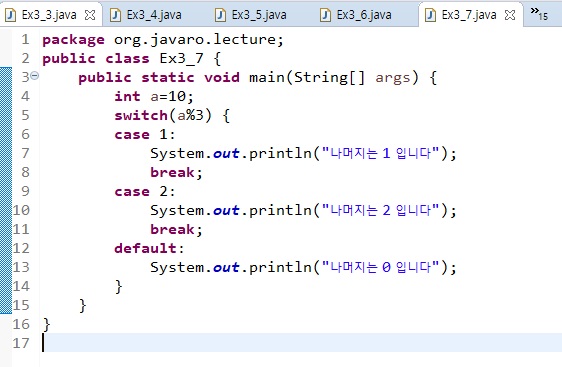 Ex3_3.java Ex3_4.java Ex3_5.java Ex3_6.java Ex3_7.java »15
1 package org.javaro.lecture;
2 public class Ex3_7 {
3 public static void main(String[] args) {
4 int a=10;
5 switch(a%3) {
6 case 1:
7 System.out.println("나머지는 1 입니다");
8 break;
9 case 2:
10 System.out.println("나머지는 2 입니다");
11 break;
12 default:
13 System.out.println("나머지는 0 입니다");
14 }
15 }
16 }
17